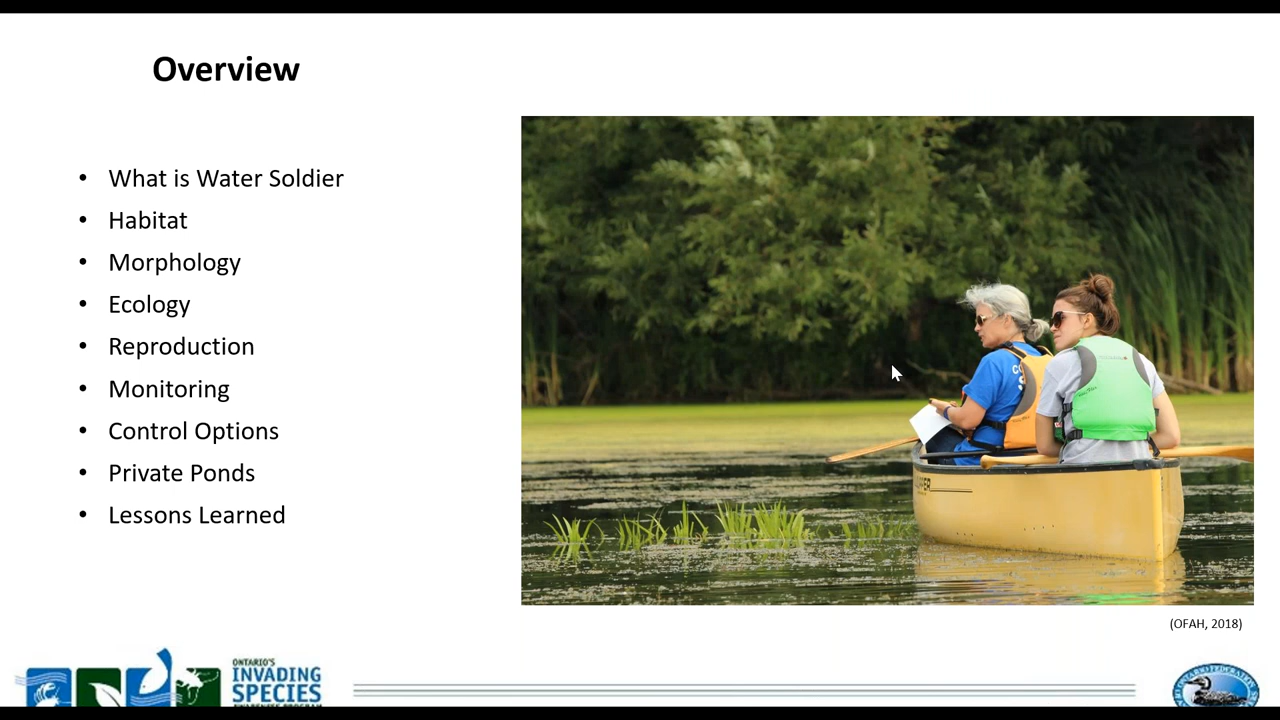 Overview
• What is Water Soldier
• Habitat
• Morphology
• Ecology
• Reproduction
• Monitoring
• Control Options
• Private Ponds
• Lessons Learned
(OFAH, 2018)
ONTARIO'S
INVADING
SPECIES